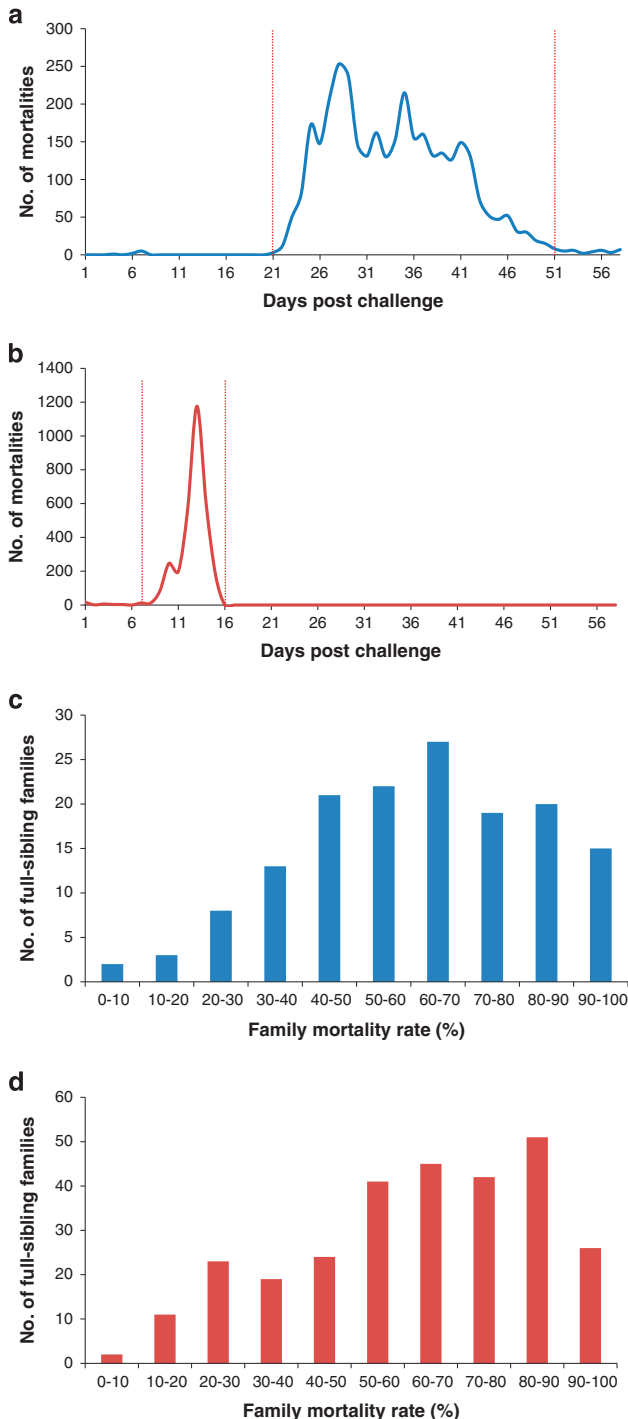 a
300
250
200
150
100
50
0
No. of mortalities
1 6 11 16 21 26 31 36 41 46 51 56
Days post challenge
b
1400
1200
1000
800
600
400
200
0
No. of mortalities
1 6 11 16 21 26 31 36 41 46 51 56
Days post challenge
c
30
25
20
15
10
5
0
No. of full-sibling families
0-10 10-20 20-30 30-40 40-50 50-60 60-70 70-80 80-90 90-100
Family mortality rate (%)
d
60
50
40
30
20
10
0
No. of full-sibling families
0-10 10-20 20-30 30-40 40-50 50-60 60-70 70-80 80-90 90-100
Family mortality rate (%)